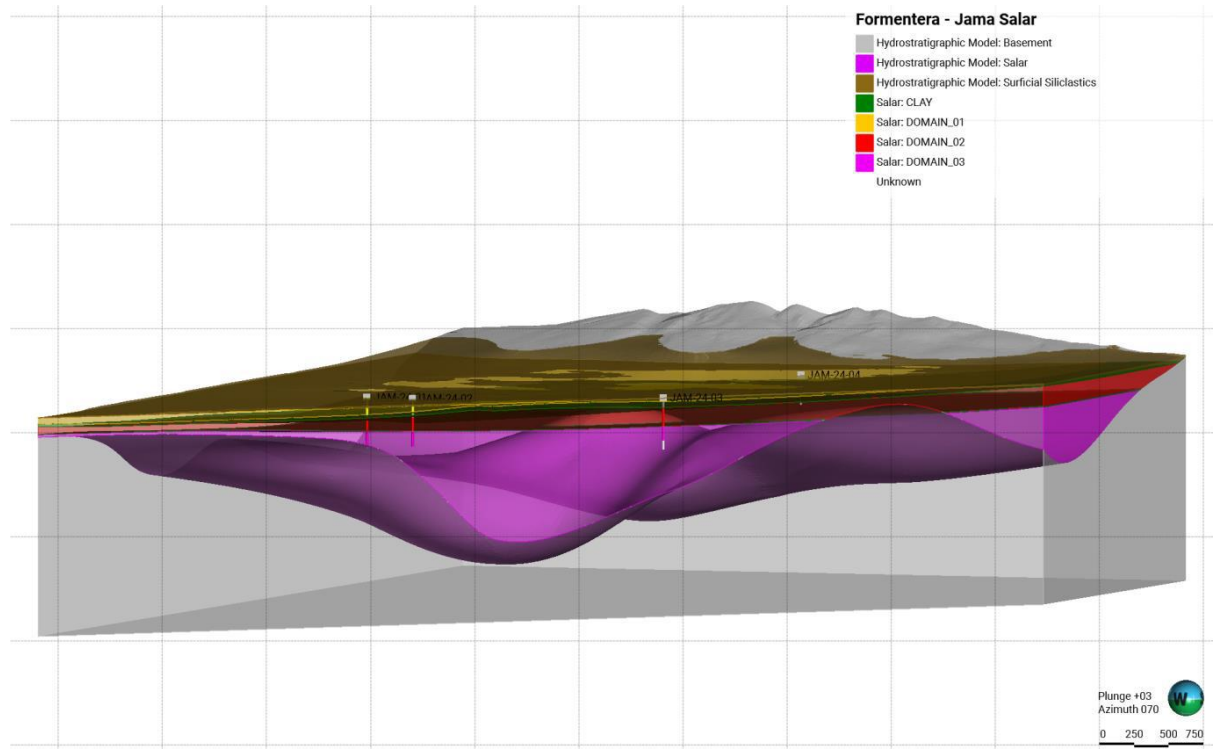 Formentera - Jama Salar
Hydrostratigraphic Model: Basement
Hydrostratigraphic Model: Salar
Hydrostratigraphic Model: Surficial Siliclastics
Salar: CLAY
Salar: DOMAIN_01
Salar: DOMAIN_02
Salar: DOMAIN_03
Unknown
JAM-24-04
JAM-24-02
JAM-24-03
W
Plunge +03
Azimuth 070
0 250 500 750